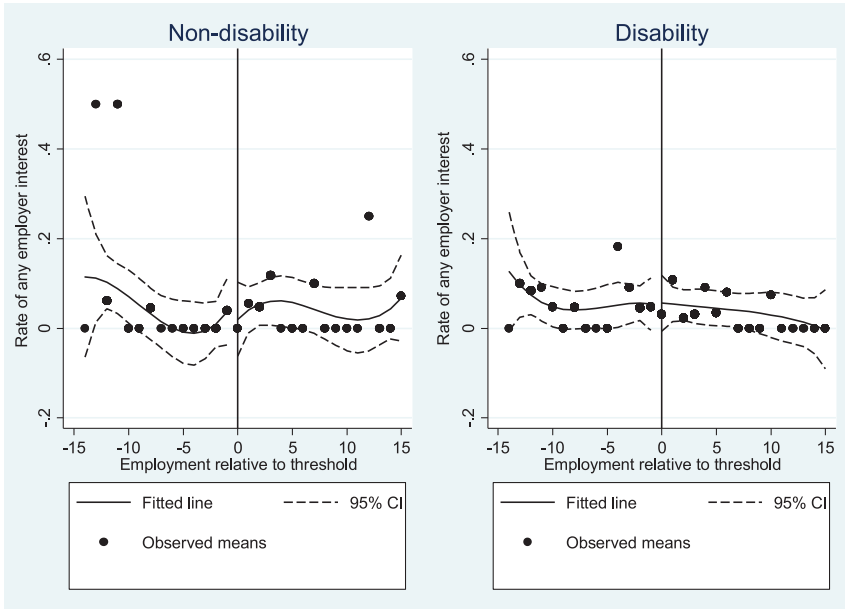 Non-disability
Rate of any employer interest
.6
.4
.2
0
-.2
-15 -10 -5 0 5 10 15
Employment relative to threshold
Fitted line 95% CI
Observed means
Disability
Rate of any employer interest
.6
.4
.2
0
-.2
-15 -10 -5 0 5 10 15
Employment relative to threshold
Fitted line 95% CI
Observed means